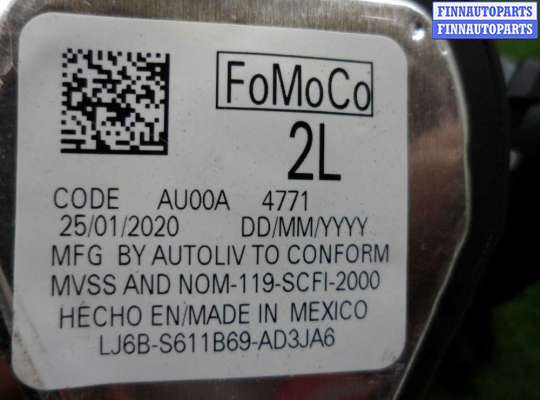 FINNAUTOPARTS
FINNAUTOPARTS
FoMoCo
2L
CODE AU00A 4771
25/01/2020 DD/MM/YYYY
MFG BY AUTOLIV TO CONFORM
MVSS AND NOM-119-SCFI-2000
HECHO EN/MADE IN MEXICO
LJ6B-S611B69-AD3JA6